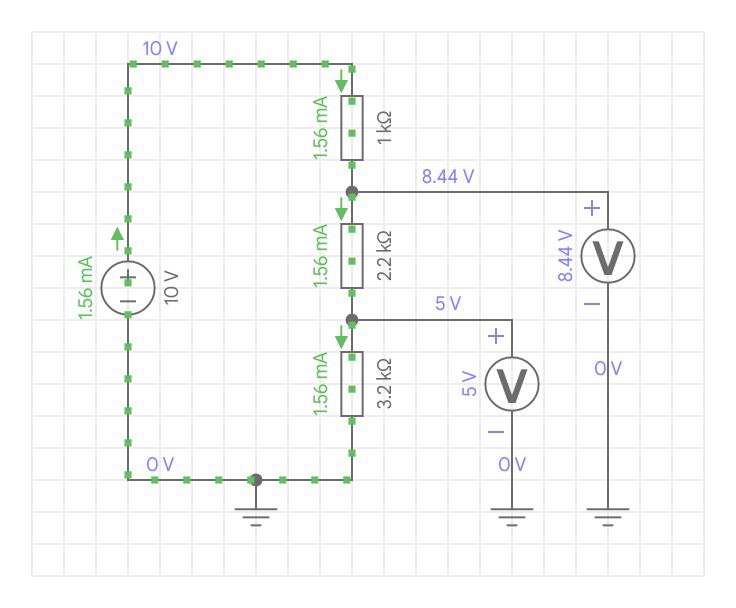 10 V
1.56 mA
1 kΩ
8.44 V
+
1.56 mA
2.2 kΩ
8.44 V
V
1.56 mA
+
−
10 V
5 V
−
+
1.56 mA
3.2 kΩ
5 V
V
0 V
−
0 V
0 V